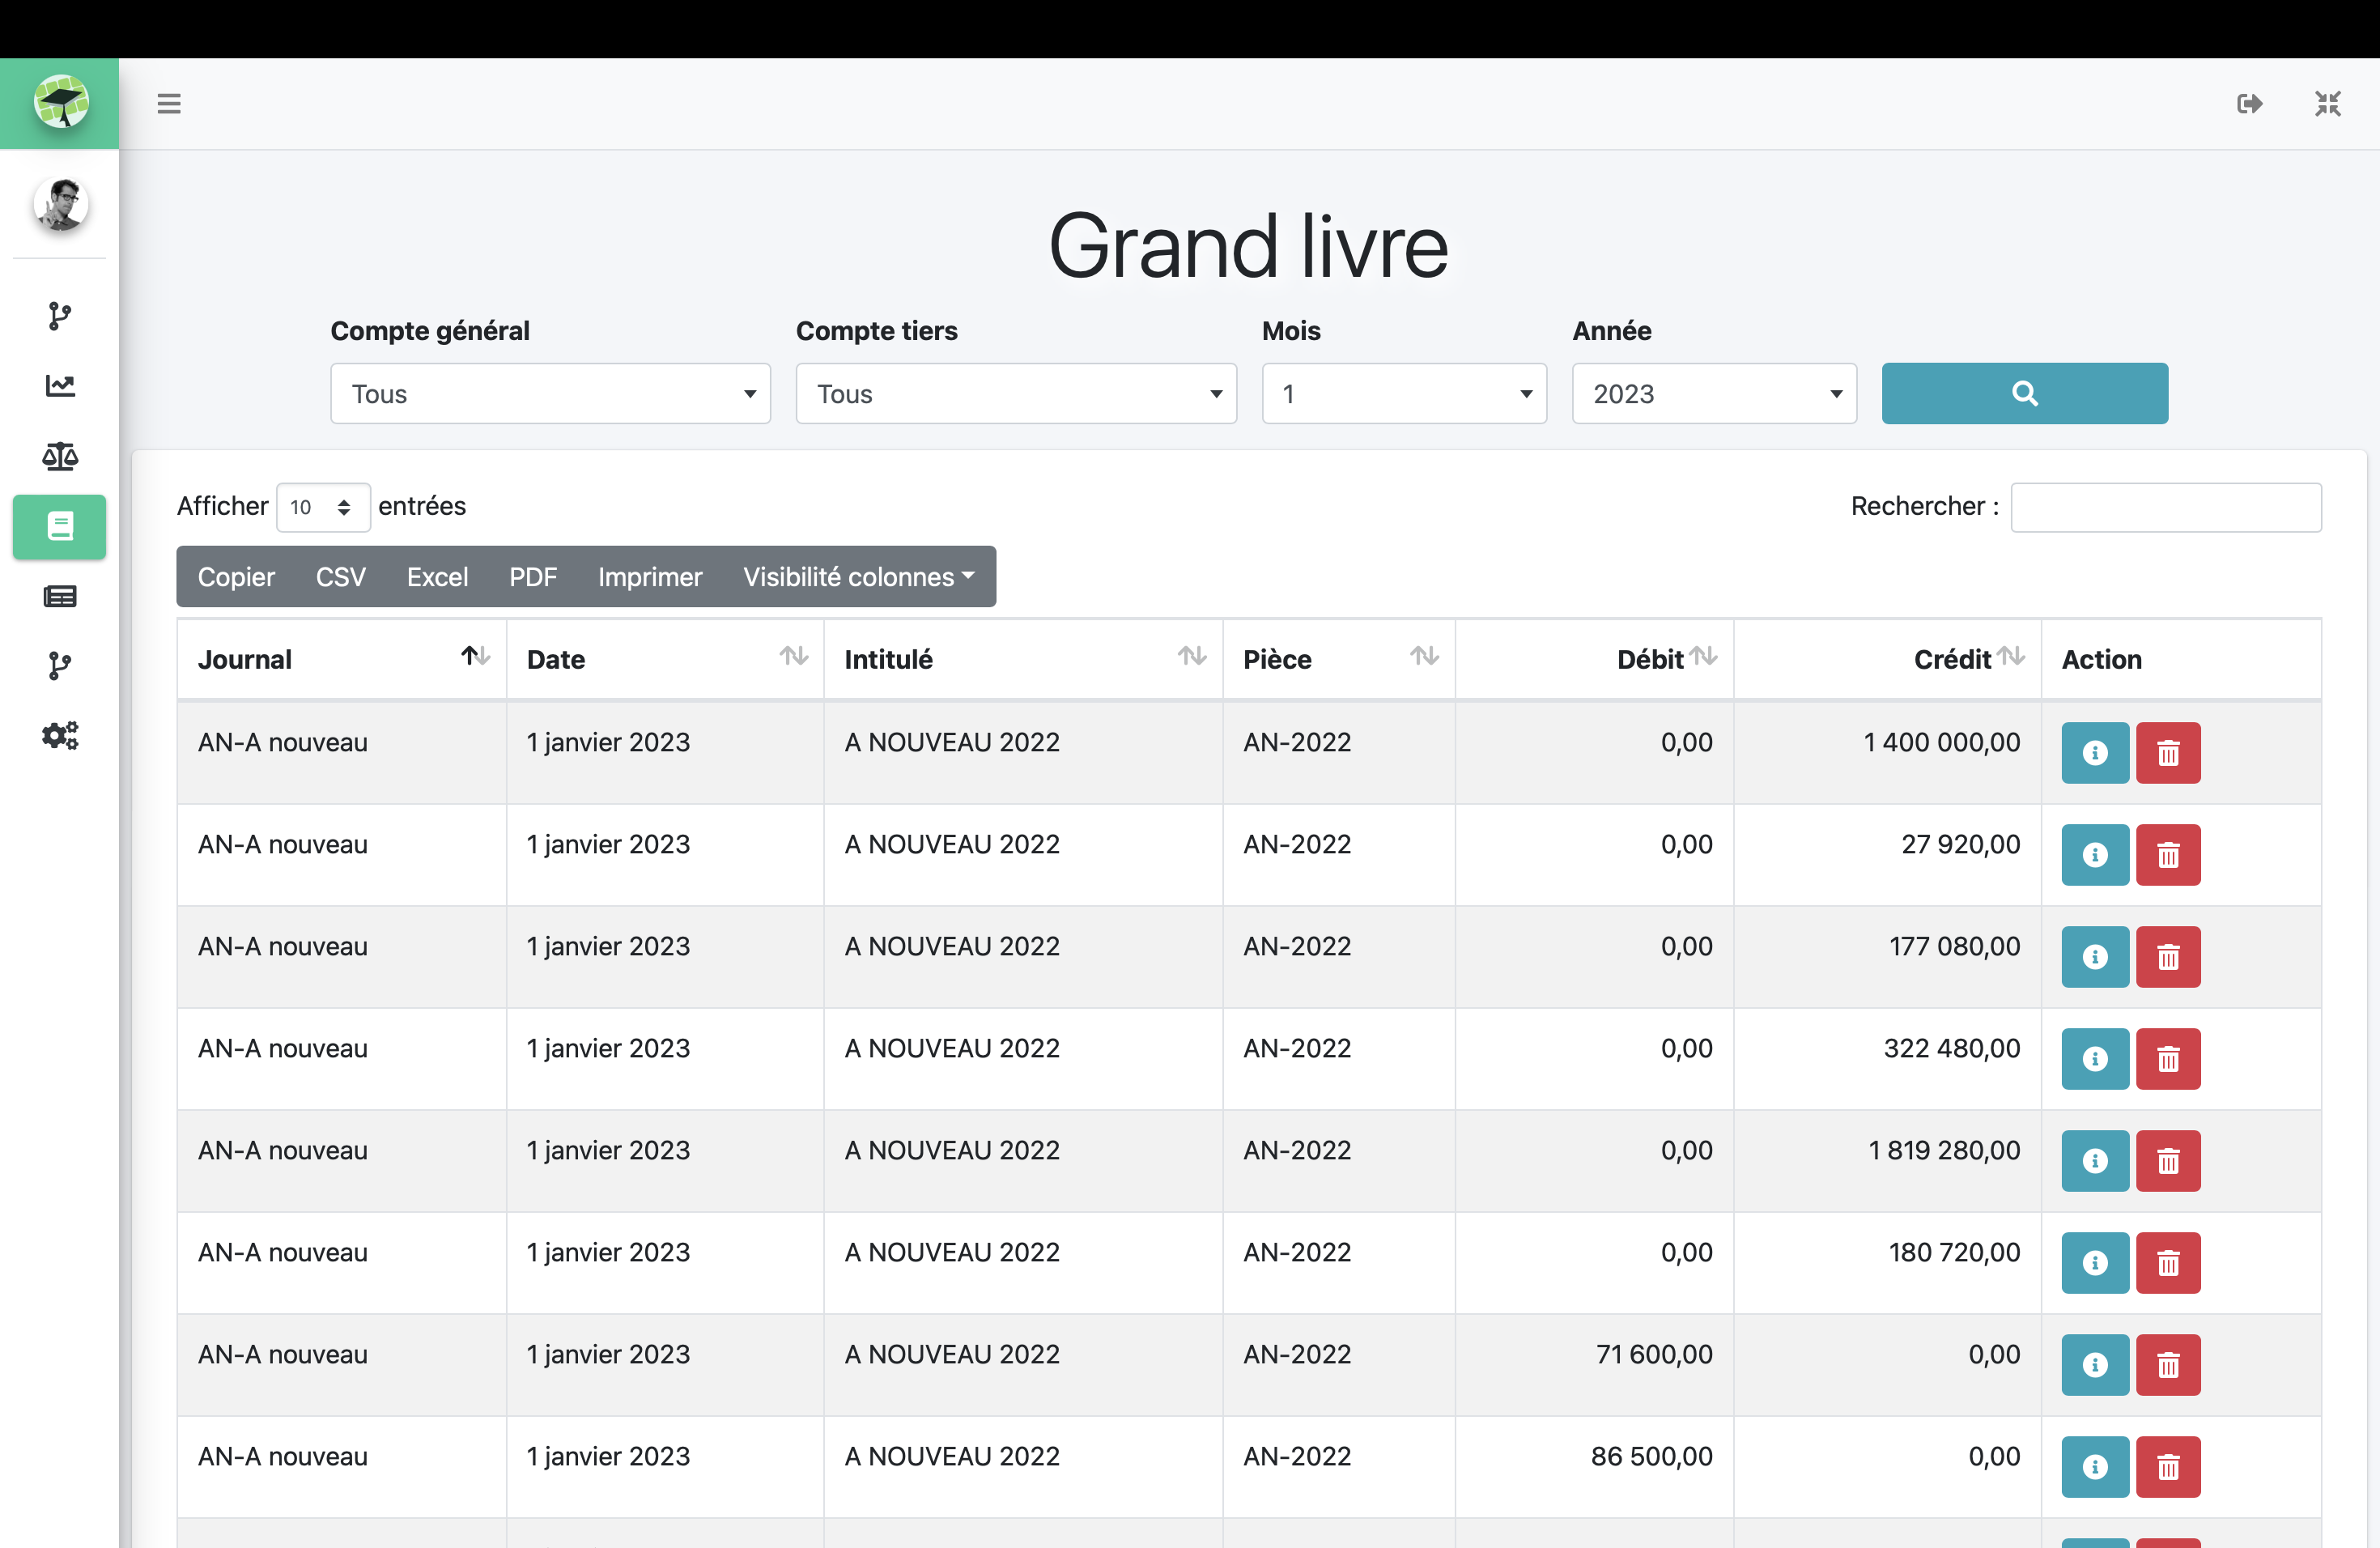 Grand livre
Compte général Compte tiers Mois Année
Tous Tous 1 2023
Afficher 10 entrées Rechercher :
Copier CSV Excel PDF Imprimer Visibilité colonnes
Journal Date Intitulé Pièce Débit Crédit Action
AN-A nouveau 1 janvier 2023 A NOUVEAU 2022 AN-2022 0,00 1 400 000,00
AN-A nouveau 1 janvier 2023 A NOUVEAU 2022 AN-2022 0,00 27 920,00
AN-A nouveau 1 janvier 2023 A NOUVEAU 2022 AN-2022 0,00 177 080,00
AN-A nouveau 1 janvier 2023 A NOUVEAU 2022 AN-2022 0,00 322 480,00
AN-A nouveau 1 janvier 2023 A NOUVEAU 2022 AN-2022 0,00 1 819 280,00
AN-A nouveau 1 janvier 2023 A NOUVEAU 2022 AN-2022 0,00 180 720,00
AN-A nouveau 1 janvier 2023 A NOUVEAU 2022 AN-2022 71 600,00 0,00
AN-A nouveau 1 janvier 2023 A NOUVEAU 2022 AN-2022 86 500,00 0,00